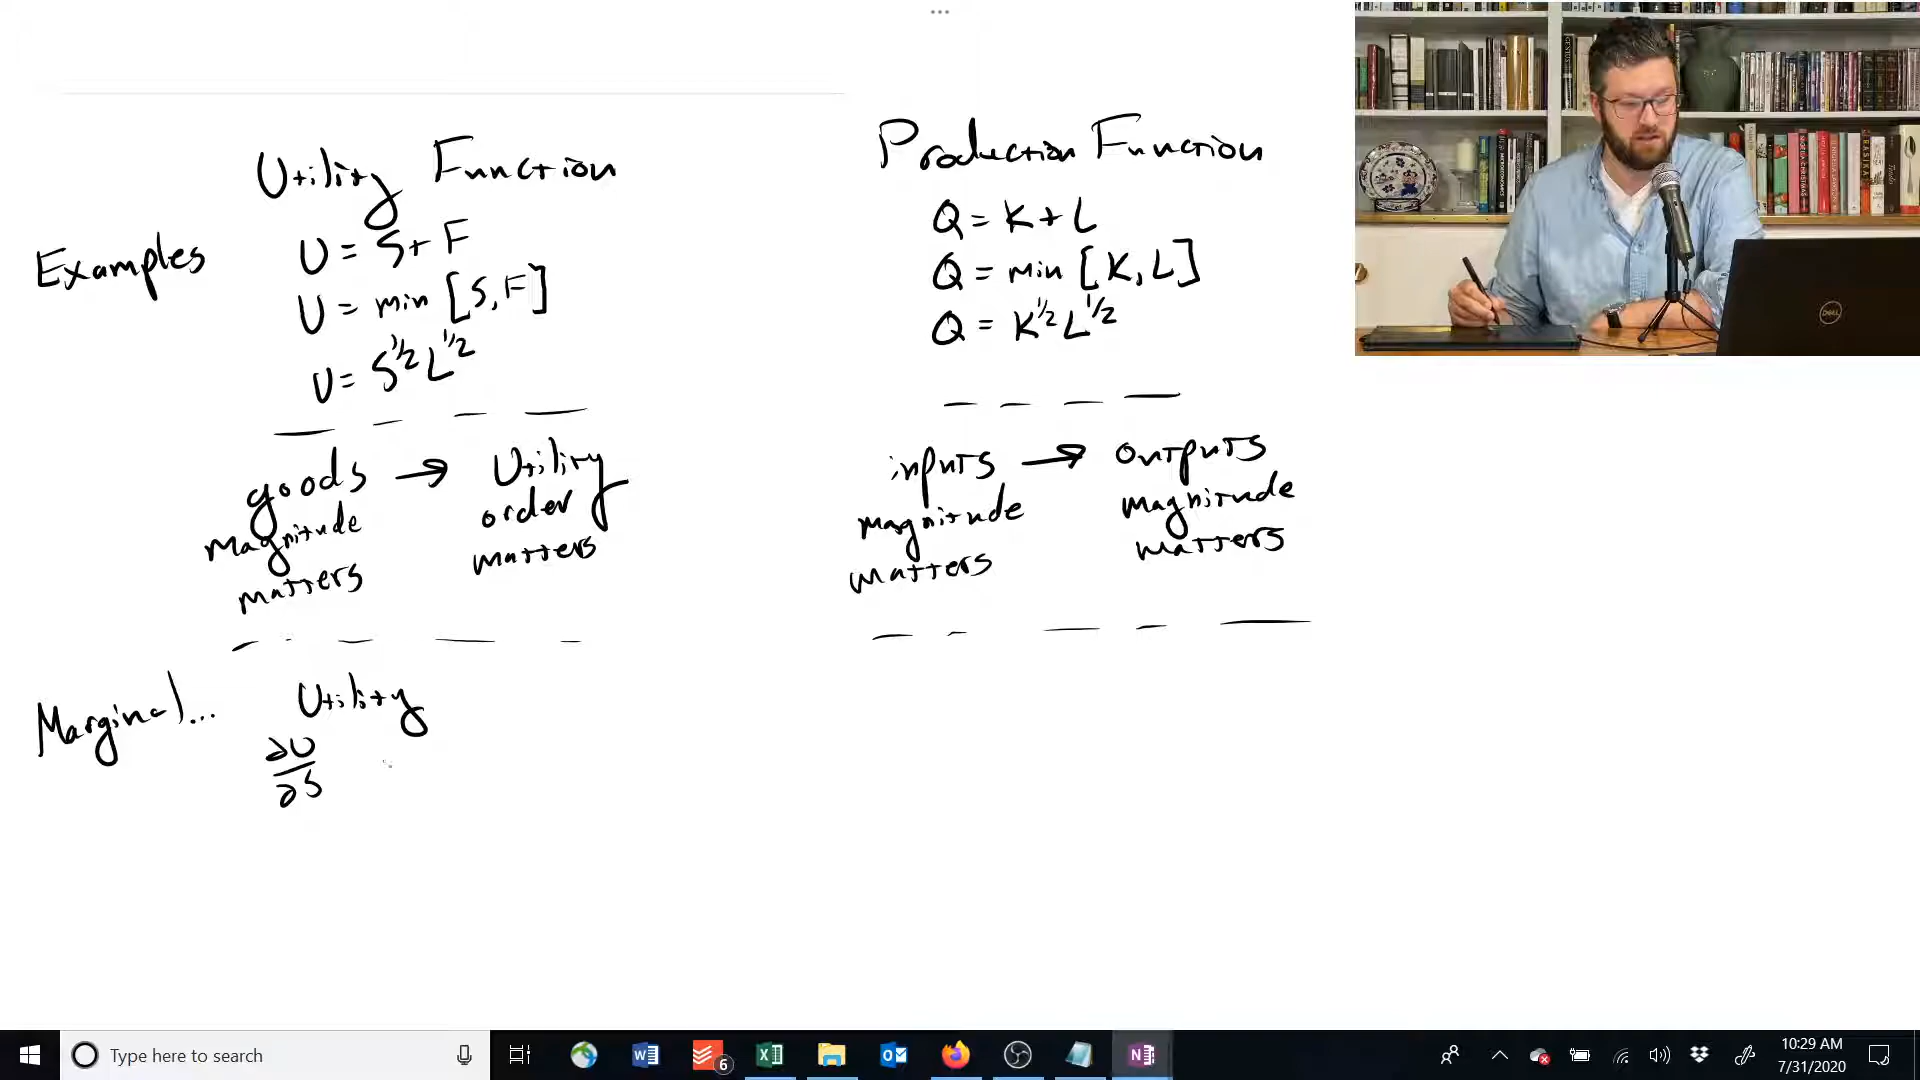 Utility Function
Examples
U = S + F
U = min [S, F]
U = S^1/2 L^1/2
goods → Utility
magnitude matters
order matters
Production Function
Q = K + L
Q = min [K, L]
Q = K^1/2 L^1/2
inputs → outputs
magnitude matters
magnitude matters
Marginal...
Utility
∂U
∂S
DELL
Type here to search
6
10:29 AM
7/31/2020